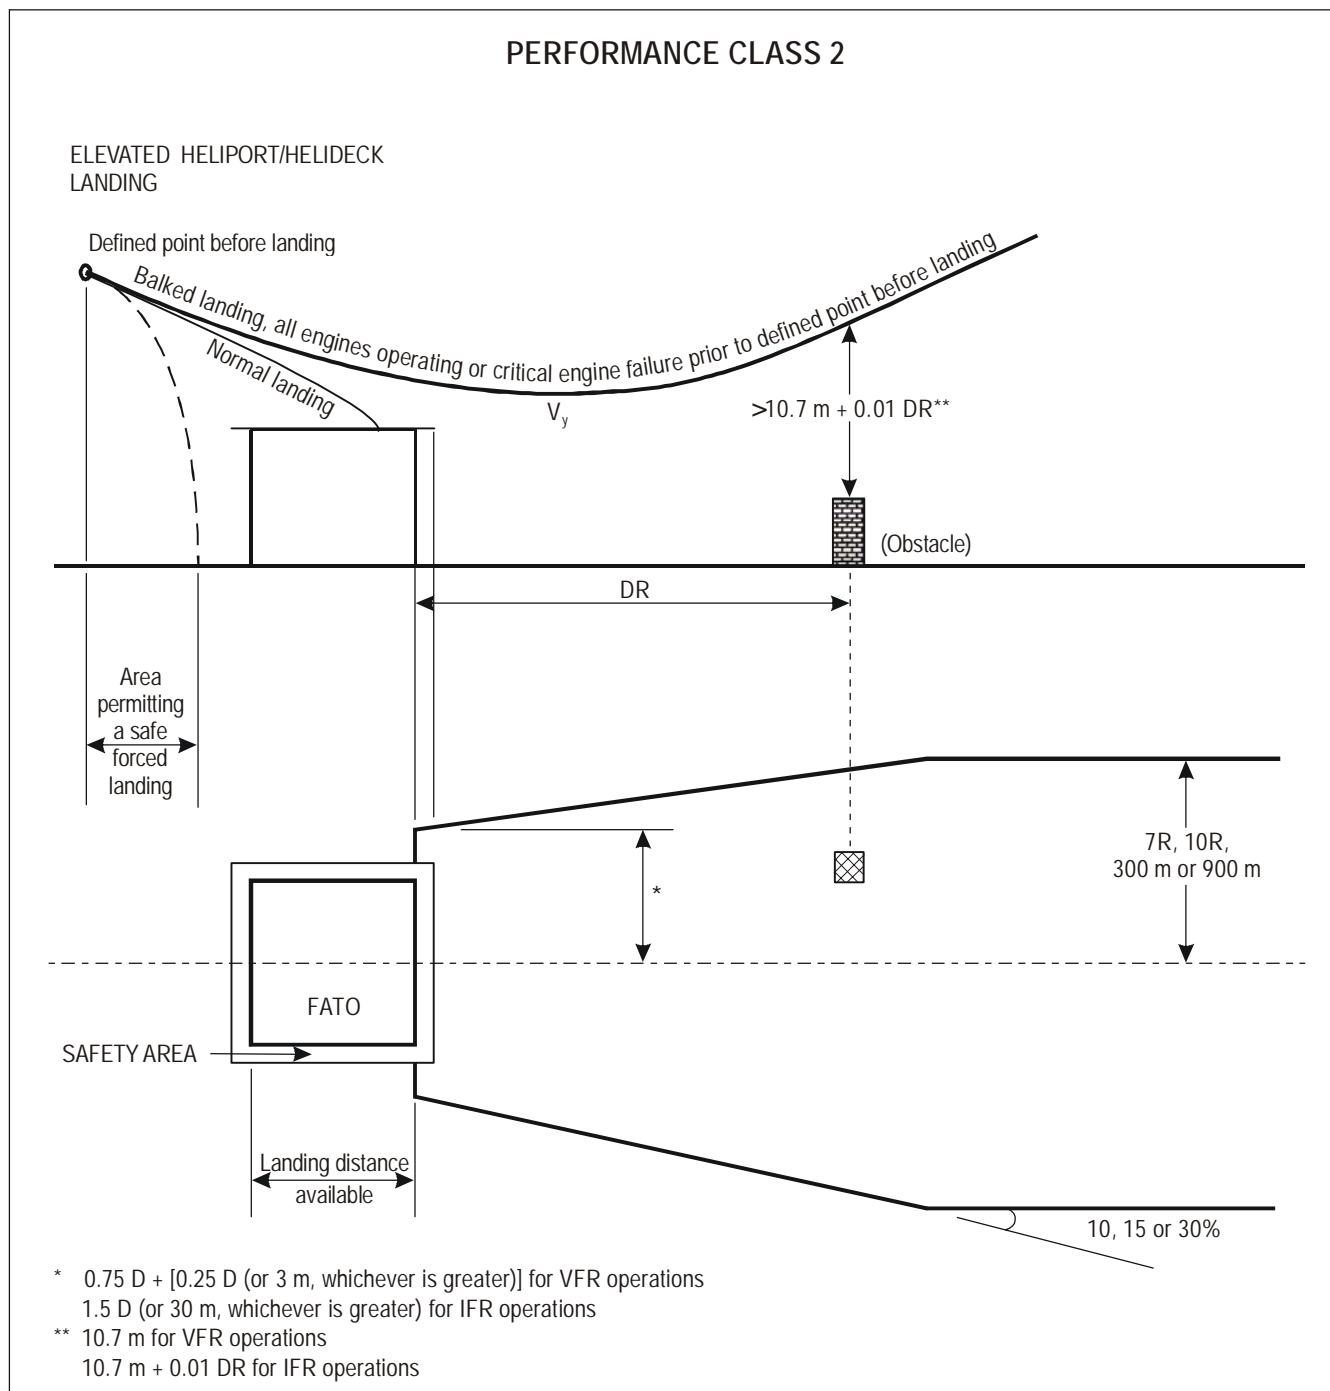 PERFORMANCE CLASS 2
ELEVATED HELIPORT/HELIDECK
LANDING
Defined point before landing
Balked landing, all engines operating or critical engine failure prior to defined point before landing
Normal landing
Vy
>10.7 m + 0.01 DR**
(Obstacle)
DR
Area
permitting
a safe
forced
landing
7R, 10R,
300 m or 900 m
*
FATO
SAFETY AREA
Landing distance
available
10, 15 or 30%
* 0.75 D + [0.25 D (or 3 m, whichever is greater)] for VFR operations
1.5 D (or 30 m, whichever is greater) for IFR operations
** 10.7 m for VFR operations
10.7 m + 0.01 DR for IFR operations